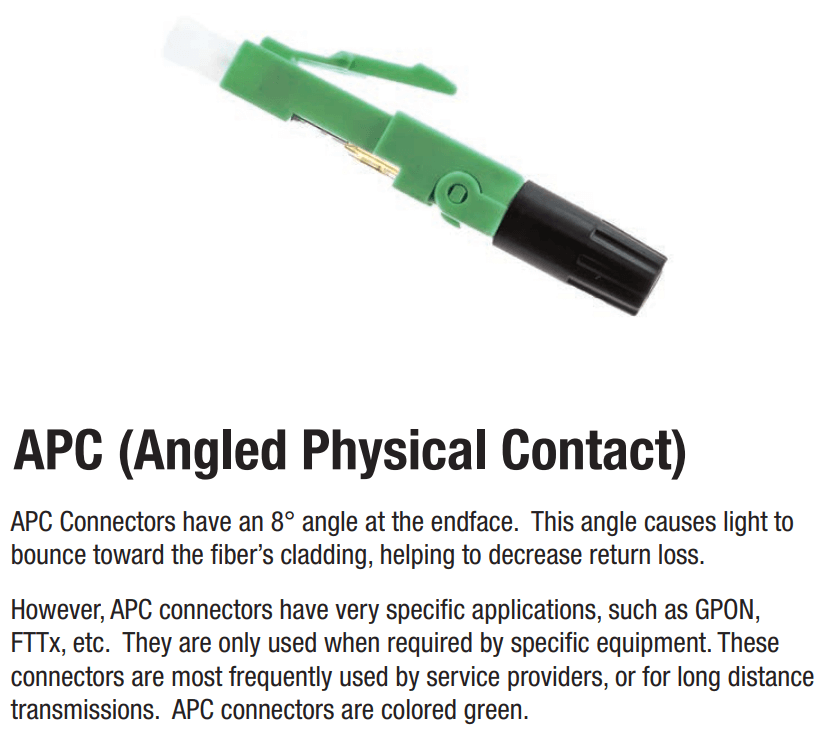 APC (Angled Physical Contact)
APC Connectors have an 8° angle at the endface.  This angle causes light to
bounce toward the fiber’s cladding, helping to decrease return loss.
However, APC connectors have very specific applications, such as GPON,
FTTx, etc.  They are only used when required by specific equipment. These
connectors are most frequently used by service providers, or for long distance
transmissions.  APC connectors are colored green.